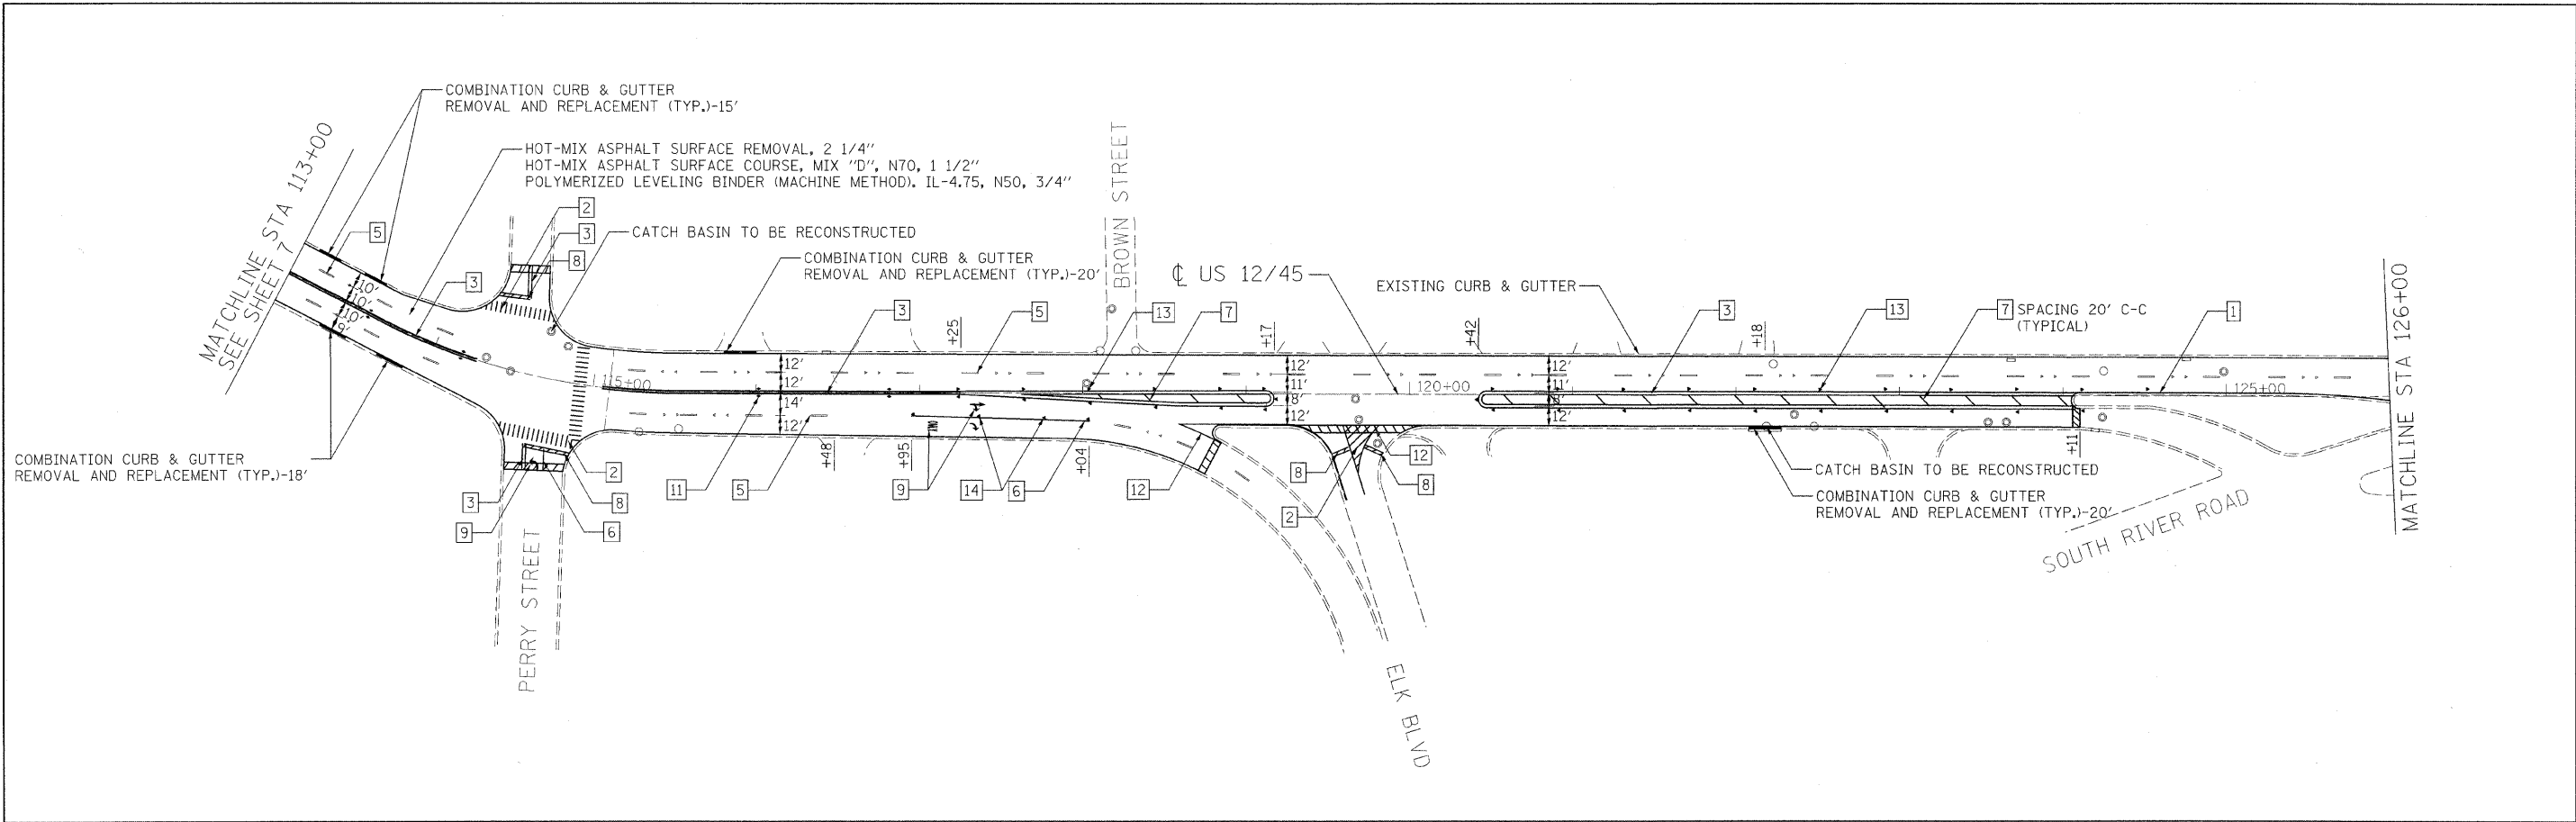 COMBINATION CURB & GUTTER
REMOVAL AND REPLACEMENT (TYP.)-15'
HOT-MIX ASPHALT SURFACE REMOVAL, 2 1/4"
HOT-MIX ASPHALT SURFACE COURSE, MIX "D", N70, 1 1/2"
POLYMERIZED LEVELING BINDER (MACHINE METHOD). IL-4.75, N50, 3/4"
MATCHLINE STA 113+00
SEE SHEET 7
5
2
3
8
CATCH BASIN TO BE RECONSTRUCTED
COMBINATION CURB & GUTTER
REMOVAL AND REPLACEMENT (TYP.)-20'
BROWN STREET
℄ US 12/45
EXISTING CURB & GUTTER
3
10'
10'
10'
9'
3
+25
5
13
7
+17
+42
3
+18
13
7 SPACING 20' C-C
(TYPICAL)
1
MATCHLINE STA 126+00
12'
12'
14'
12'
115+00
12'
11'
8'
12'
120+00
12'
11'
12'
125+00
COMBINATION CURB & GUTTER
REMOVAL AND REPLACEMENT (TYP.)-18'
3
9
2
8
6
PERRY STREET
11
5
+48
+95
9
14
6
+04
12
8
2
12
8
ELK BLVD
+11
CATCH BASIN TO BE RECONSTRUCTED
COMBINATION CURB & GUTTER
REMOVAL AND REPLACEMENT (TYP.)-20'
SOUTH RIVER ROAD